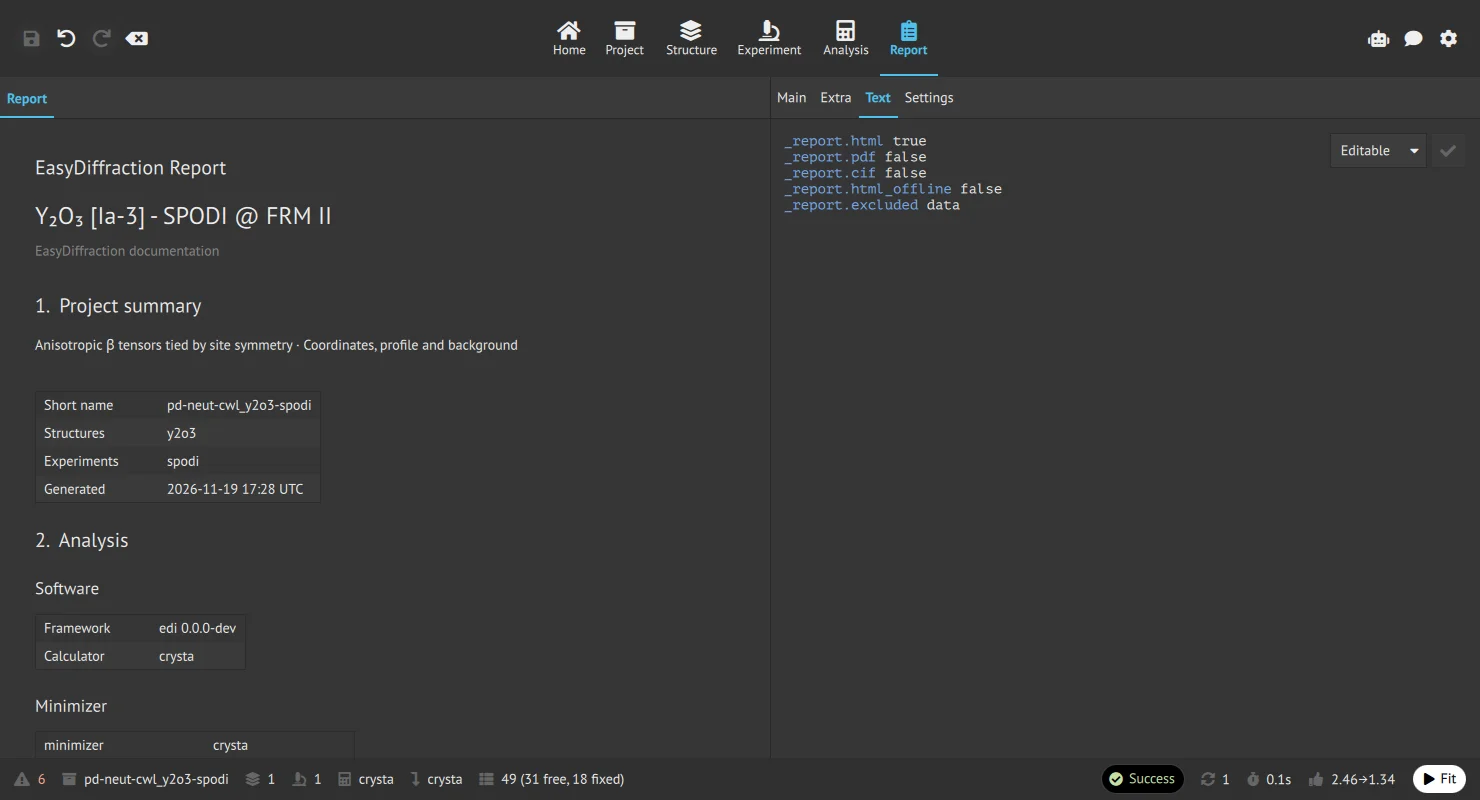 Home
Project
Structure
Experiment
Analysis
Report
Report
EasyDiffraction Report
Y₂O₃ [Ia-3] - SPODI @ FRM II
EasyDiffraction documentation
1. Project summary
Anisotropic β tensors tied by site symmetry · Coordinates, profile and background
Short name pd-neut-cwl_y2o3-spodi
Structures y2o3
Experiments spodi
Generated 2026-11-19 17:28 UTC
2. Analysis
Software
Framework edi 0.0.0-dev
Calculator crysta
Minimizer
minimizer crysta
Main Extra Text Settings
_report.html true
_report.pdf false
_report.cif false
_report.html_offline false
_report.excluded data
Editable
6 pd-neut-cwl_y2o3-spodi 1 1 crysta crysta 49 (31 free, 18 fixed) Success 1 0.1s 2.46→1.34 Fit